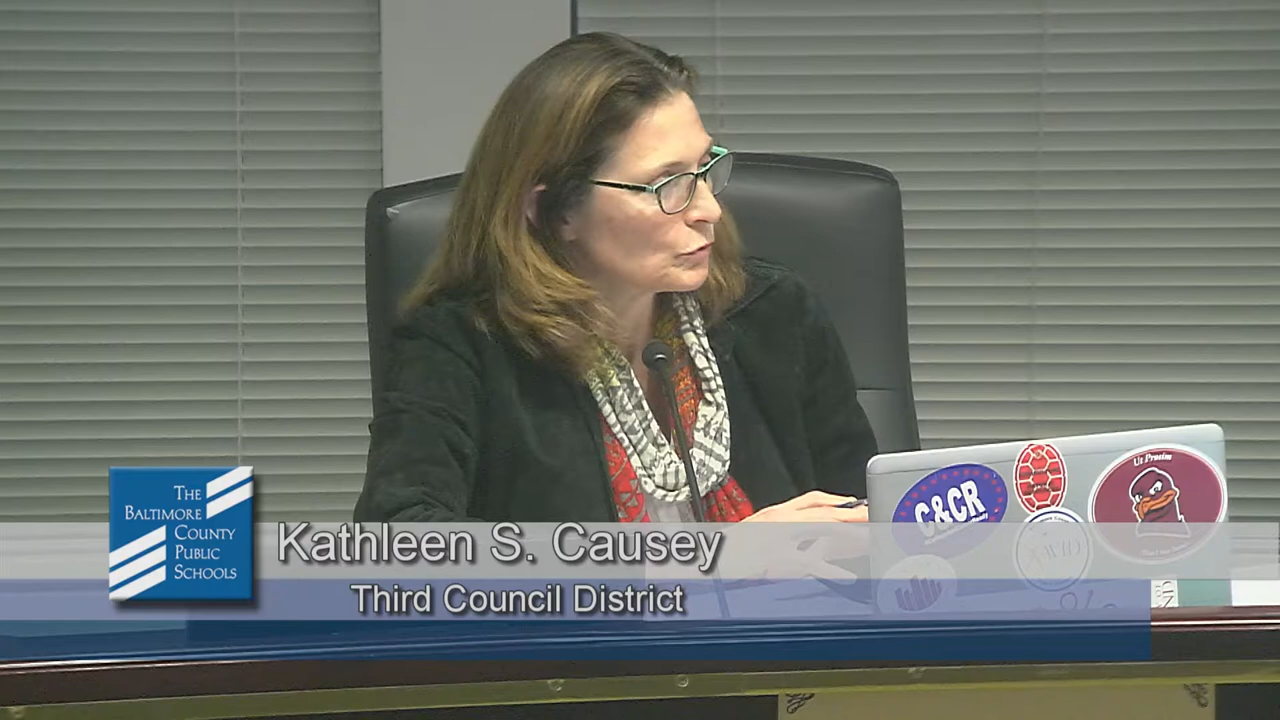 THE
BALTIMORE
COUNTY
PUBLIC
SCHOOLS
Kathleen S. Causey
Third Council District
C&CR
Ut Prosim